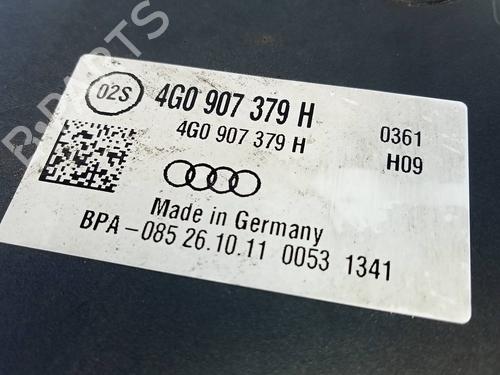 B-PARTS
02S
4G0 907 379 H
4G0 907 379 H
0361
H09
Made in Germany
BPA-085 26.10.11 0053 1341